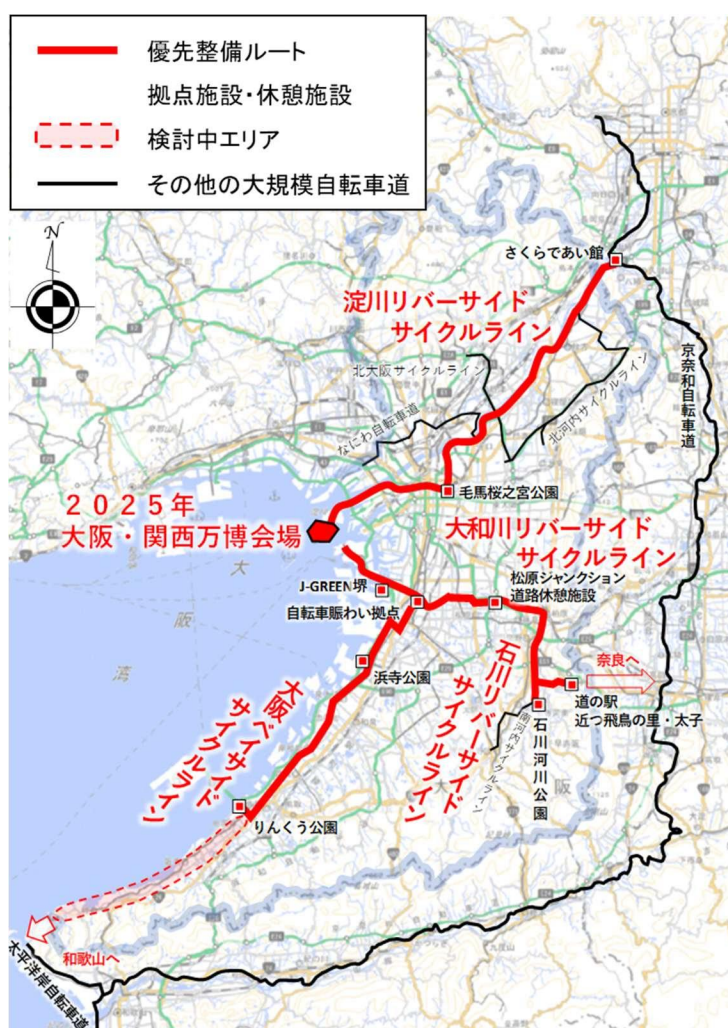 優先整備ルート
拠点施設・休憩施設
検討中エリア
その他の大規模自転車道
N
さくらであい館
淀川リバーサイド
サイクルライン
京奈和自転車道
北大阪サイクルライン
北河内サイクルライン
なにわ自転車道
毛馬桜之宮公園
2025年
大阪・関西万博会場
大和川リバーサイド
サイクルライン
松原ジャンクション
道路休憩施設
J-GREEN堺
自転車賑わい拠点
大阪湾
浜寺公園
石川リバーサイド
サイクルライン
奈良へ
道の駅
近つ飛鳥の里・太子
南河内サイクルライン
石川河川公園
大阪
大阪ベイサイド
サイクルライン
りんくう公園
和歌山へ
太平洋岸自転車道